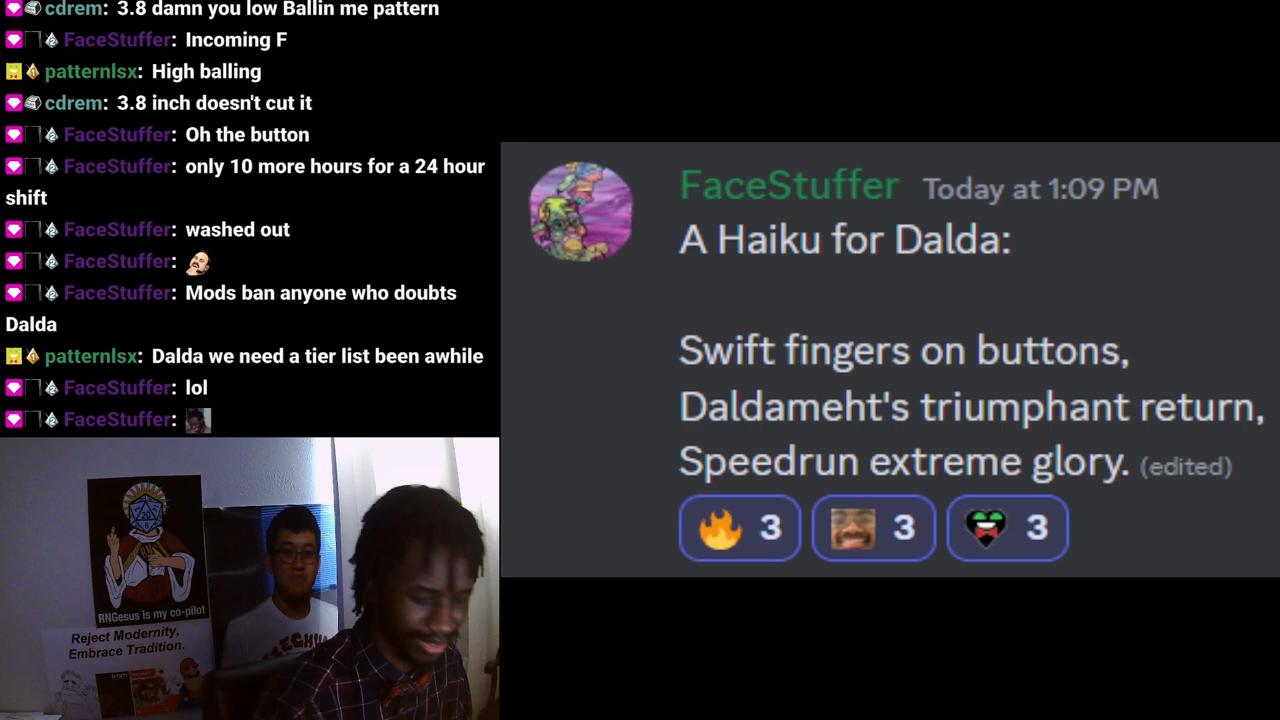 cdrem: 3.8 damn you low Ballin me pattern
FaceStuffer: Incoming F
patternlsx: High balling
cdrem: 3.8 inch doesn't cut it
FaceStuffer: Oh the button
FaceStuffer: only 10 more hours for a 24 hour
shift
FaceStuffer: washed out
FaceStuffer:
FaceStuffer: Mods ban anyone who doubts
Dalda
patternlsx: Dalda we need a tier list been awhile
FaceStuffer: lol
FaceStuffer:
FaceStuffer Today at 1:09 PM
A Haiku for Dalda:
Swift fingers on buttons,
Daldameht's triumphant return,
Speedrun extreme glory. (edited)
3 3 3
20
RNGesus is my co-pilot
Reject Modernity,
Embrace Tradition.